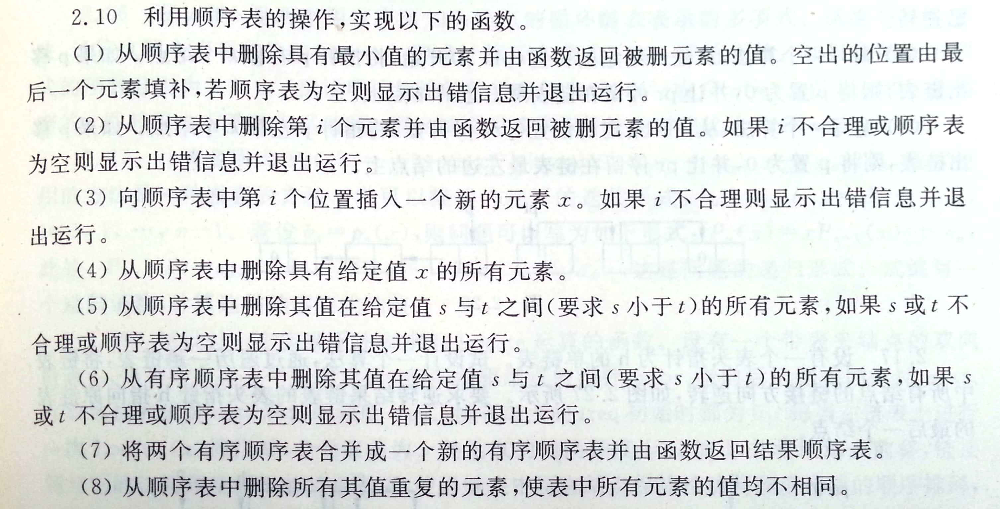 2.10 利用顺序表的操作,实现以下的函数。
(1) 从顺序表中删除具有最小值的元素并由函数返回被删元素的值。空出的位置由最
后一个元素填补,若顺序表为空则显示出错信息并退出运行。
(2) 从顺序表中删除第 i 个元素并由函数返回被删元素的值。如果 i 不合理或顺序表
为空则显示出错信息并退出运行。
(3) 向顺序表中第 i 个位置插入一个新的元素 x。如果 i 不合理则显示出错信息并退
出运行。
(4) 从顺序表中删除具有给定值 x 的所有元素。
(5) 从顺序表中删除其值在给定值 s 与 t 之间(要求 s 小于 t)的所有元素,如果 s 或 t 不
合理或顺序表为空则显示出错信息并退出运行。
(6) 从有序顺序表中删除其值在给定值 s 与 t 之间(要求 s 小于 t)的所有元素,如果 s
或 t 不合理或顺序表为空则显示出错信息并退出运行。
(7) 将两个有序顺序表合并成一个新的有序顺序表并由函数返回结果顺序表。
(8) 从顺序表中删除所有其值重复的元素,使表中所有元素的值均不相同。